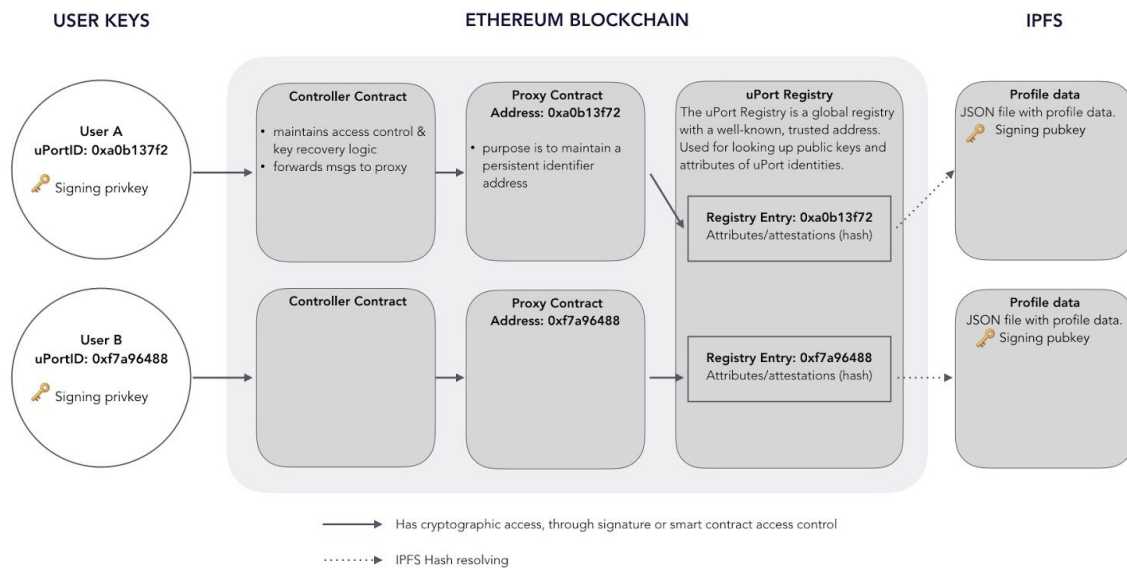 USER KEYS
ETHEREUM BLOCKCHAIN
IPFS
User A
uPortID: 0xa0b137f2
Signing privkey
Controller Contract
• maintains access control &
key recovery logic
• forwards msgs to proxy
Proxy Contract
Address: 0xa0b13f72
• purpose is to maintain a
persistent identifier
address
uPort Registry
The uPort Registry is a global registry
with a well-known, trusted address.
Used for looking up public keys and
attributes of uPort identities.
Registry Entry: 0xa0b13f72
Attributes/attestations (hash)
Profile data
JSON file with profile data.
Signing pubkey
User B
uPortID: 0xf7a96488
Signing privkey
Controller Contract
Proxy Contract
Address: 0xf7a96488
Registry Entry: 0xf7a96488
Attributes/attestations (hash)
Profile data
JSON file with profile data.
Signing pubkey
Has cryptographic access, through signature or smart contract access control
IPFS Hash resolving